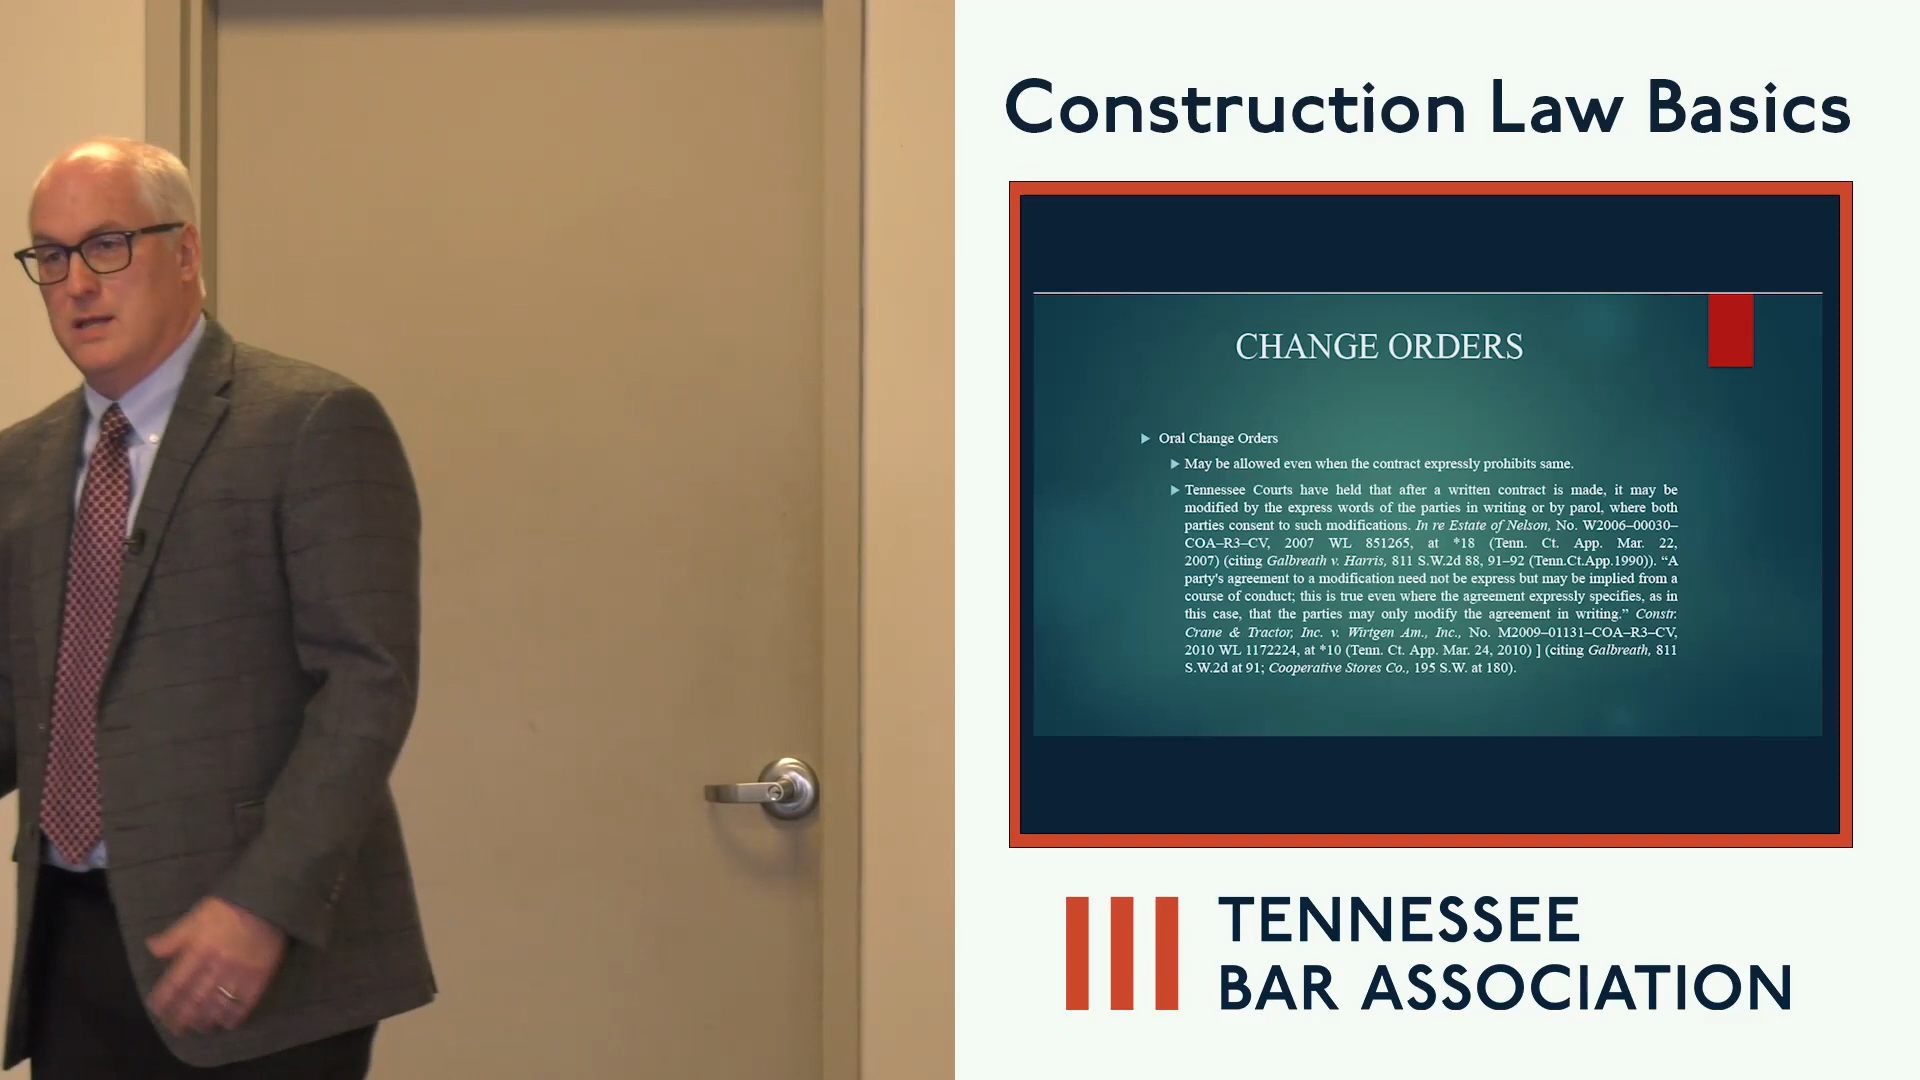 Construction Law Basics
CHANGE ORDERS
Oral Change Orders
May be allowed even when the contract expressly prohibits same.
Tennessee Courts have held that after a written contract is made, it may be
modified by the express words of the parties in writing or by parol, where both
parties consent to such modifications. In re Estate of Nelson, No. W2006–00030–
COA–R3–CV, 2007 WL 851265, at *18 (Tenn. Ct. App. Mar. 22,
2007) (citing Galbreath v. Harris, 811 S.W.2d 88, 91–92 (Tenn.Ct.App.1990)). “A
party's agreement to a modification need not be express but may be implied from a
course of conduct; this is true even where the agreement expressly specifies, as in
this case, that the parties may only modify the agreement in writing.” Constr.
Crane & Tractor, Inc. v. Wirtgen Am., Inc., No. M2009–01131–COA–R3–CV,
2010 WL 1172224, at *10 (Tenn. Ct. App. Mar. 24, 2010) ] (citing Galbreath, 811
S.W.2d at 91; Cooperative Stores Co., 195 S.W. at 180).
TENNESSEE
BAR ASSOCIATION